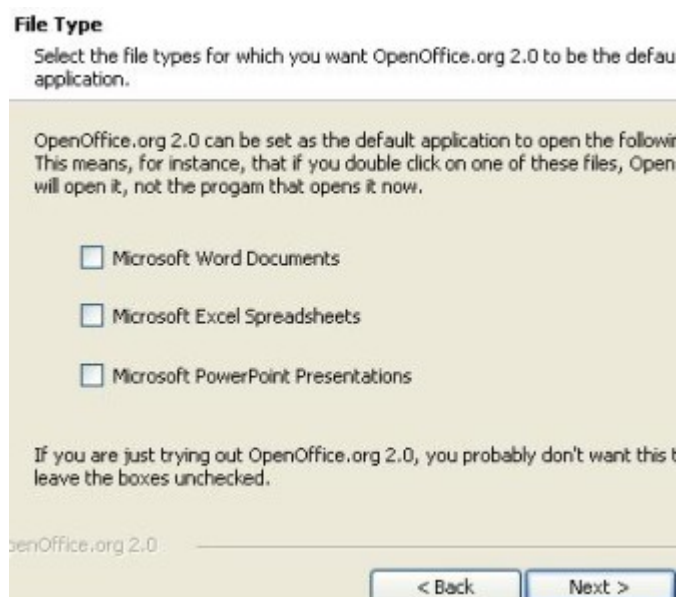 File Type
Select the file types for which you want OpenOffice.org 2.0 to be the defau
application.
OpenOffice.org 2.0 can be set as the default application to open the followin
This means, for instance, that if you double click on one of these files, Open
will open it, not the progam that opens it now.
Microsoft Word Documents
Microsoft Excel Spreadsheets
Microsoft PowerPoint Presentations
If you are just trying out OpenOffice.org 2.0, you probably don't want this t
leave the boxes unchecked.
penOffice.org 2.0
< Back
Next >